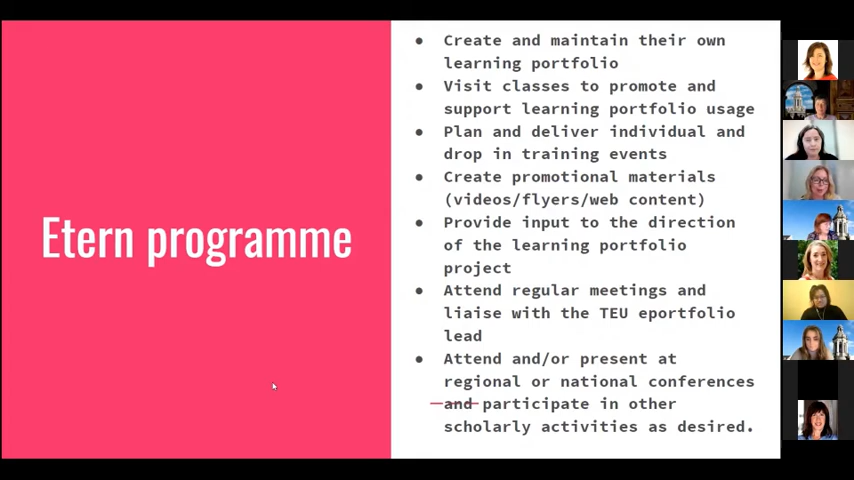 Etern programme
● Create and maintain their own
learning portfolio
● Visit classes to promote and
support learning portfolio usage
● Plan and deliver individual and
drop in training events
● Create promotional materials
(videos/flyers/web content)
● Provide input to the direction
of the learning portfolio
project
● Attend regular meetings and
liaise with the TEU eportfolio
lead
● Attend and/or present at
regional or national conferences
and participate in other
scholarly activities as desired.